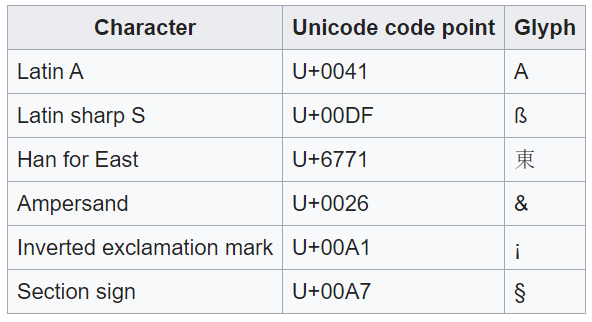 Character Unicode code point Glyph
Latin A U+0041 A
Latin sharp S U+00DF ß
Han for East U+6771 東
Ampersand U+0026 &
Inverted exclamation mark U+00A1 ¡
Section sign U+00A7 §